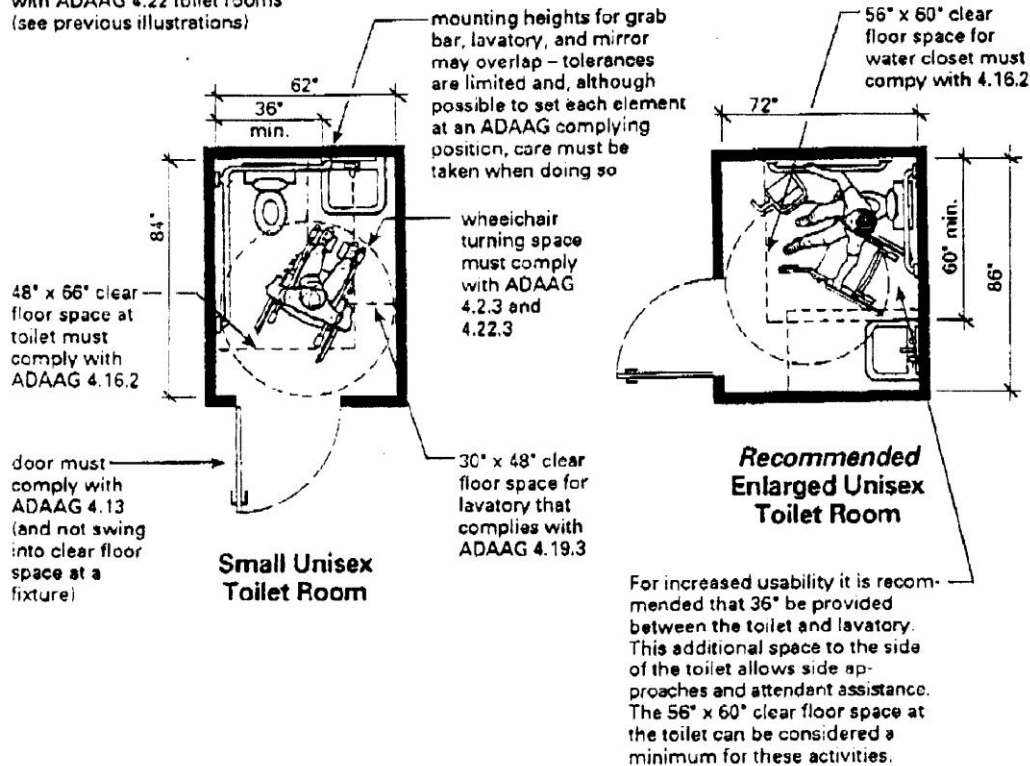 with ADAAG 4.22 toilet rooms
(see previous illustrations)
mounting heights for grab
bar, lavatory, and mirror
may overlap – tolerances
are limited and, although
possible to set each element
at an ADAAG complying
position, care must be
taken when doing so
62"
36"
min.
84"
48" x 66" clear
floor space at
toilet must
comply with
ADAAG 4.16.2
wheelchair
turning space
must comply
with ADAAG
4.2.3 and
4.22.3
door must
comply with
ADAAG 4.13
(and not swing
into clear floor
space at a
fixture)
30" x 48" clear
floor space for
lavatory that
complies with
ADAAG 4.19.3
Small Unisex
Toilet Room
56" x 60" clear
floor space for
water closet must
compy with 4.16.2
72"
60" min.
86"
Recommended
Enlarged Unisex
Toilet Room
For increased usability it is recom-
mended that 36" be provided
between the toilet and lavatory.
This additional space to the side
of the toilet allows side ap-
proaches and attendant assistance.
The 56" x 60" clear floor space at
the toilet can be considered a
minimum for these activities.